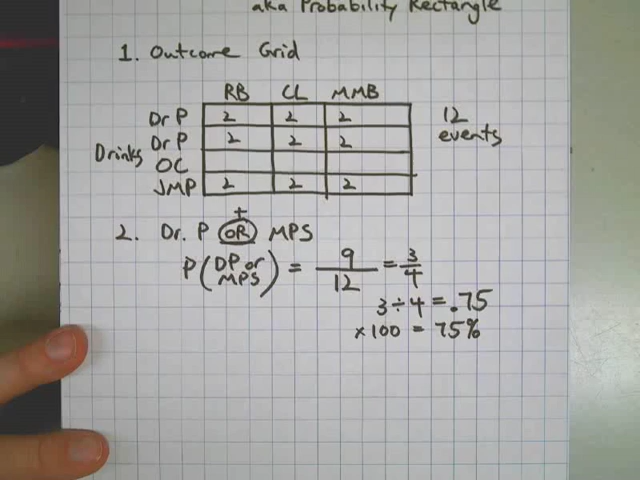 aka Probability Rectangle
1. Outcome Grid
RB CL MMB
Dr P 2 2 2 12
Dr P 2 2 2 events
Drinks
OC
JMP 2 2 2
+
2. Dr. P OR MPS
P(DP or MPS) = 9/12 = 3/4
3 ÷ 4 = .75
×100 = 75%